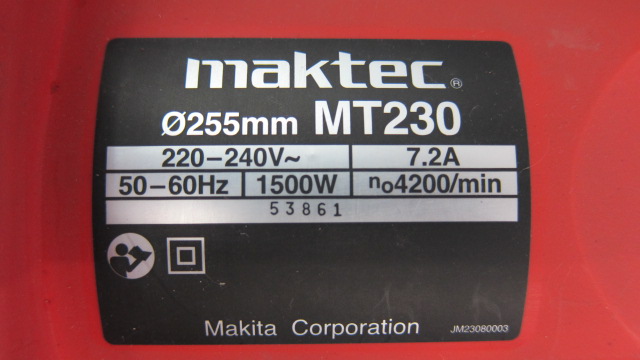 maktec®
Ø255mm MT230
220-240V~ 7.2A
50-60Hz 1500W n₀4200/min
53861
Makita Corporation JM23080003